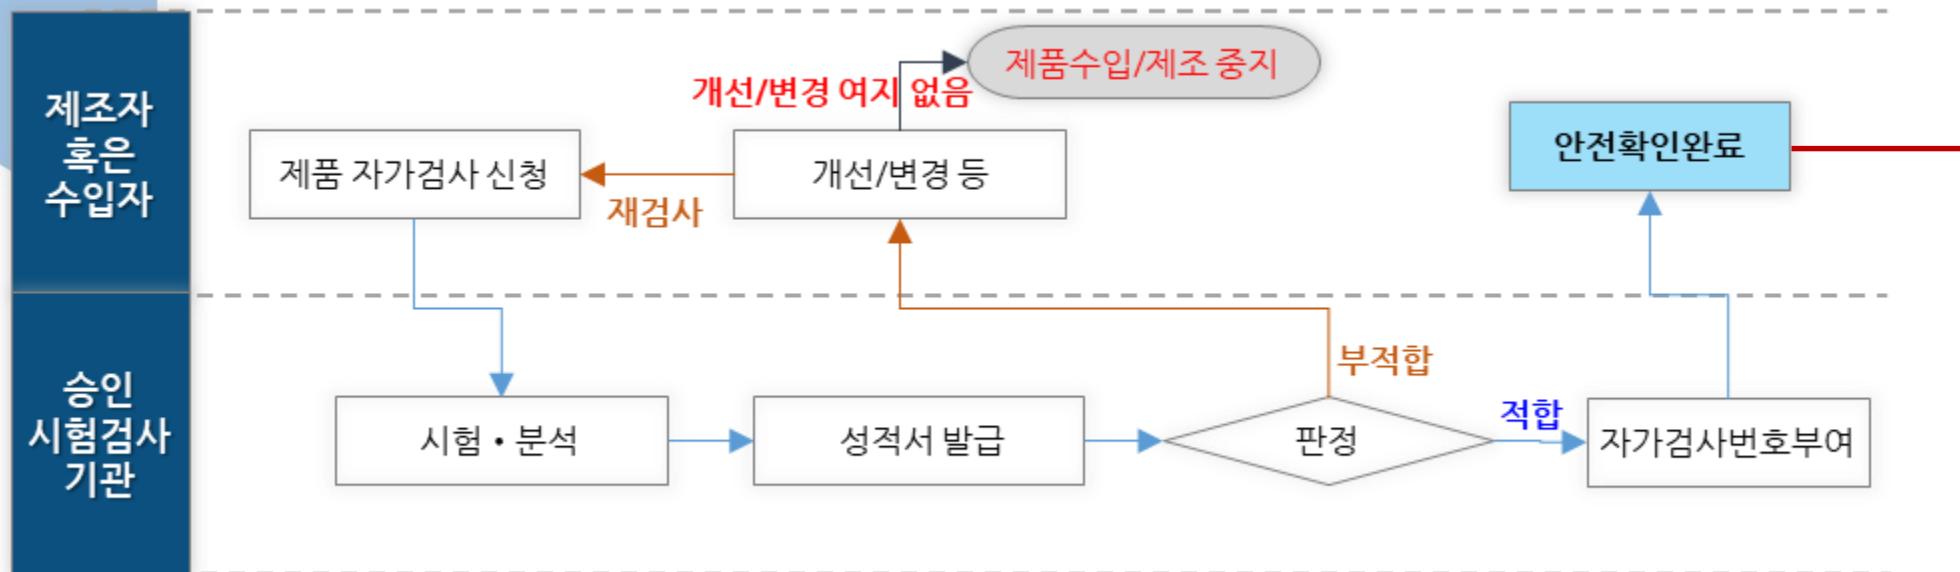 제조자
혹은
수입자
제품수입/제조 중지
개선/변경 여지 없음
제품 자가검사 신청
재검사
개선/변경 등
안전확인완료
승인
시험검사
기관
부적합
시험•분석
성적서 발급
판정
적합
자가검사번호부여